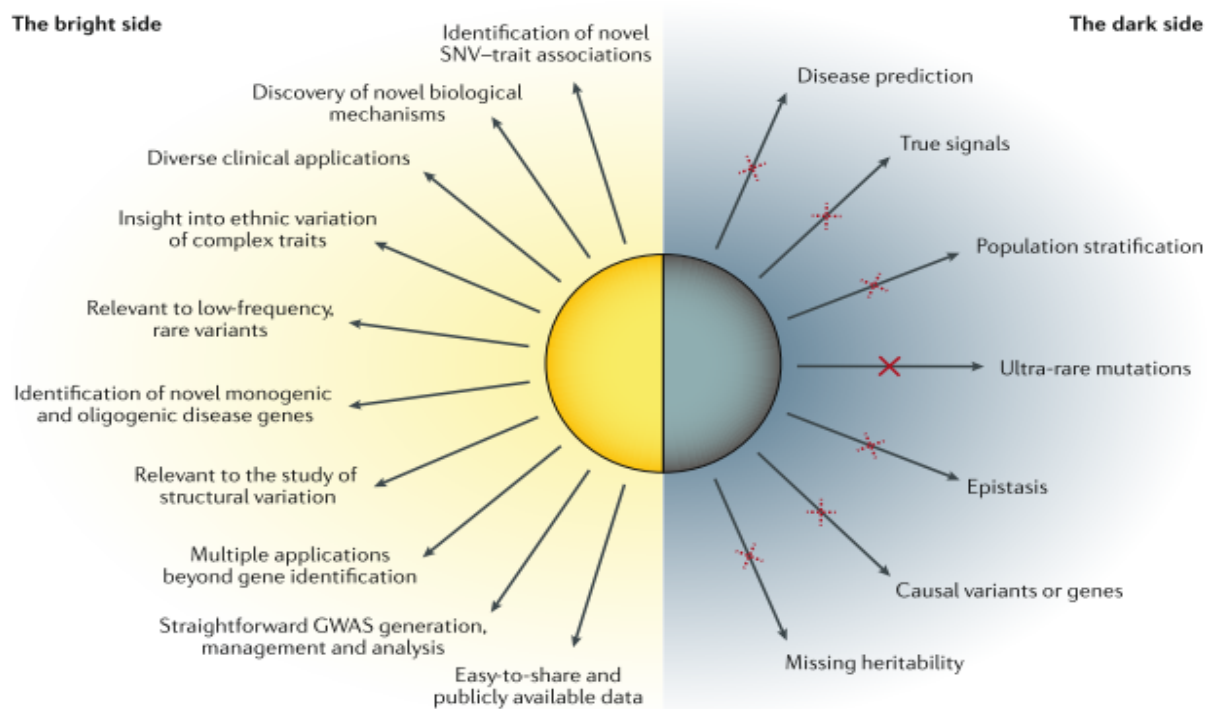 The bright side
Identification of novel
SNV–trait associations
Discovery of novel biological
mechanisms
Diverse clinical applications
Insight into ethnic variation
of complex traits
Relevant to low-frequency,
rare variants
Identification of novel monogenic
and oligogenic disease genes
Relevant to the study of
structural variation
Multiple applications
beyond gene identification
Straightforward GWAS generation,
management and analysis
Easy-to-share and
publicly available data
The dark side
Disease prediction
True signals
Population stratification
Ultra-rare mutations
Epistasis
Causal variants or genes
Missing heritability